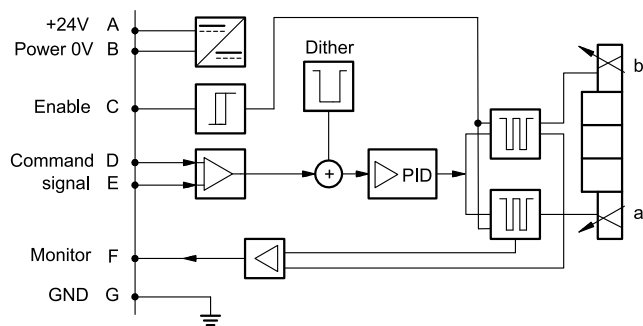 +24V A
Power 0V B
Dither
b
Enable C
Command D
signal E
+
PID
a
Monitor F
GND G